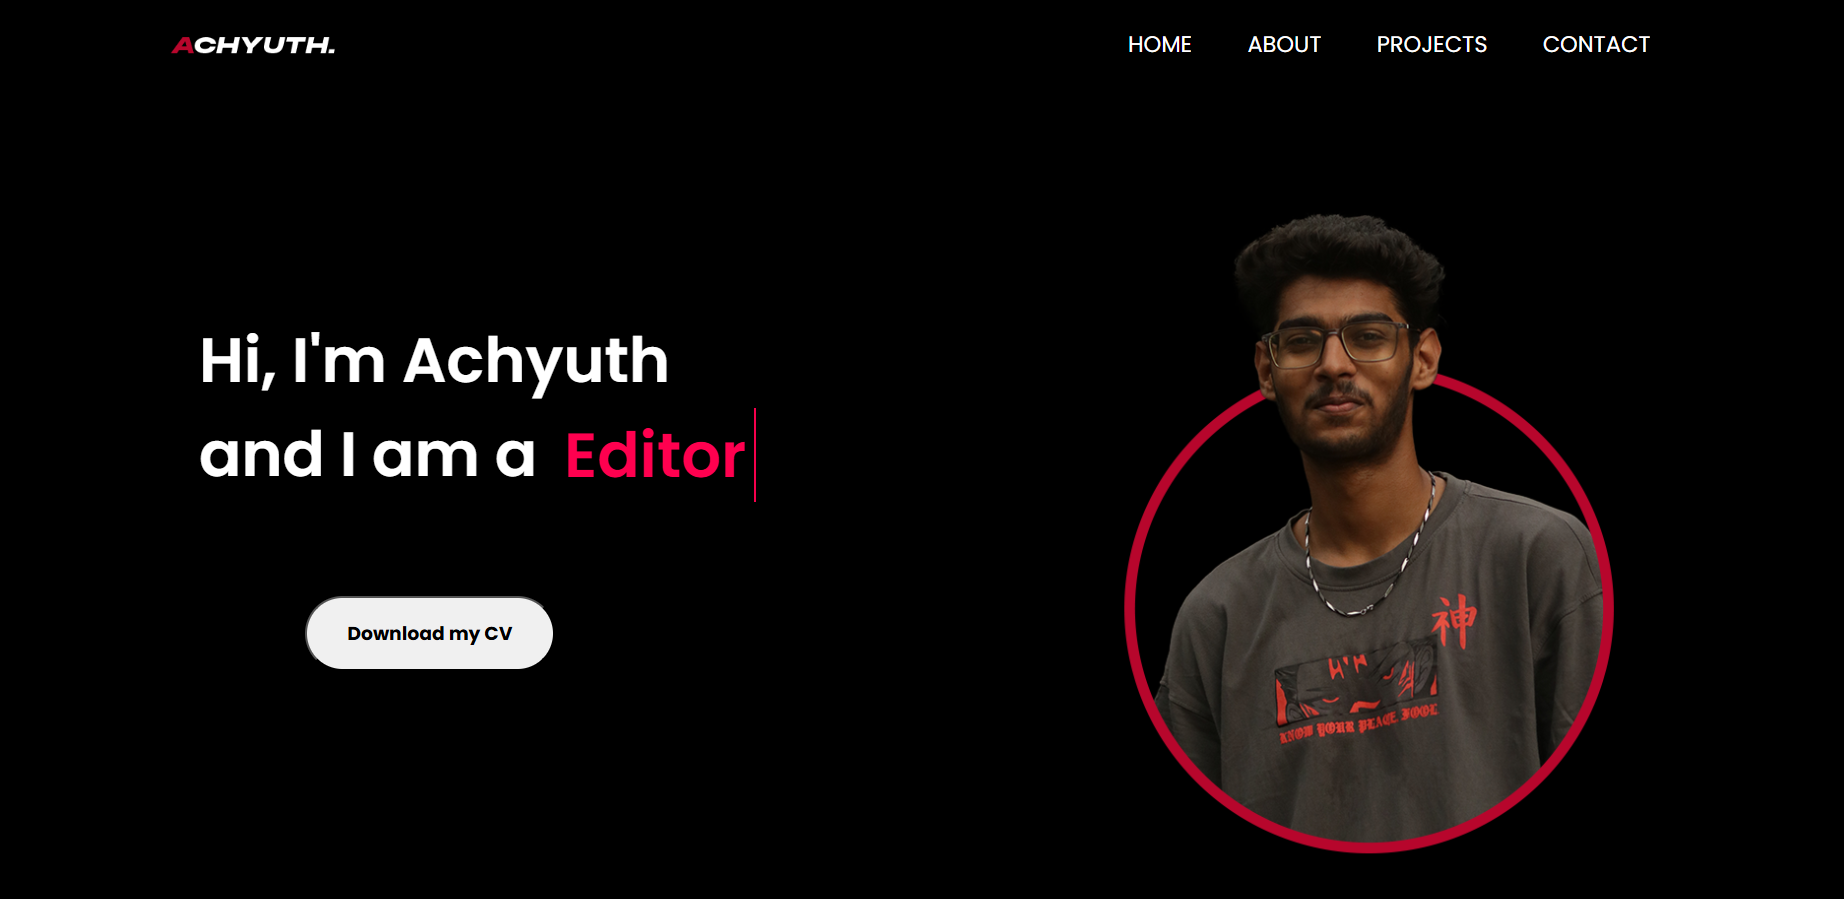 ACHYUTH.
HOME ABOUT PROJECTS CONTACT
Hi, I'm Achyuth
and I am a Editor
Download my CV
神
KNOW YOUR PLACE, FOOL